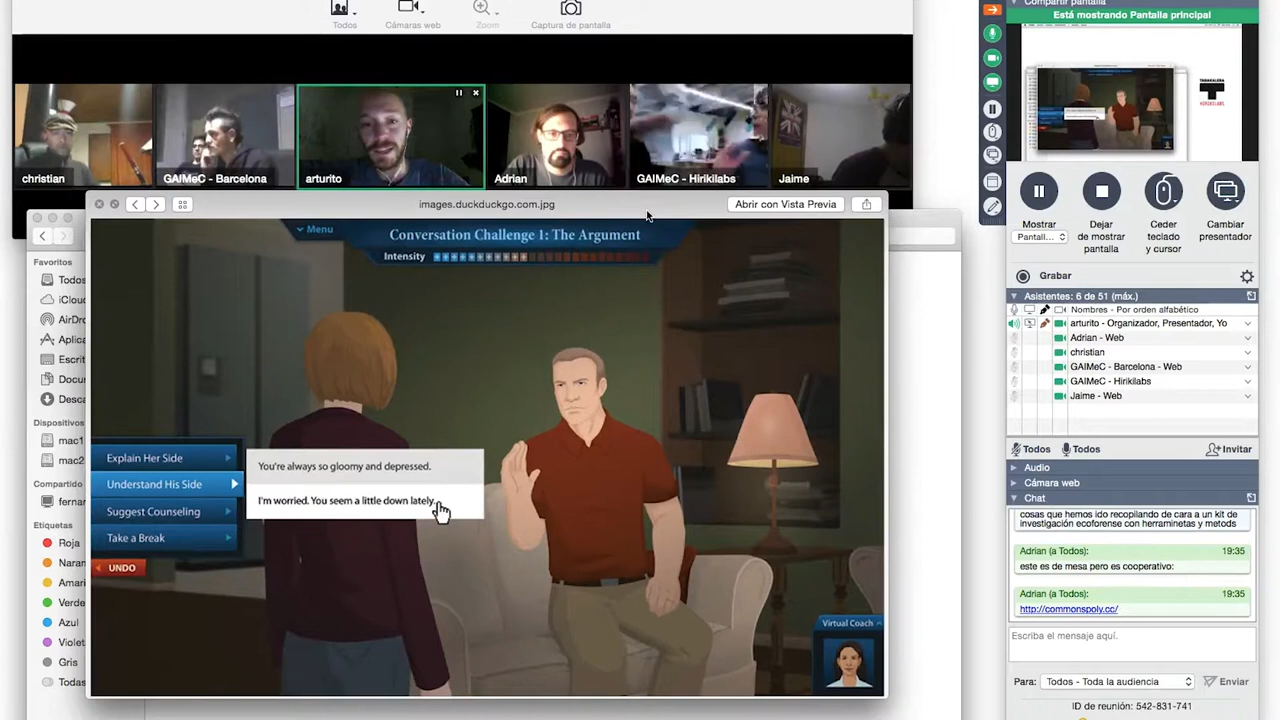 Todos
Cámaras web
Zoom
Captura de pantalla
christian
GAIMeC - Barcelona
arturito
Adrian
GAIMeC - Hirikilabs
Jaime
images.duckduckgo.com.jpg
Abrir con Vista Previa
Favoritos
Todos
iCloud
AirDro
Aplica
Escrit
Docu
Desca
Dispositivos
mac1
mac2
Compartido
fernar
Etiquetas
Roja
Naran
Amari
Verde
Azul
Violet
Gris
Todas
Menu
Conversation Challenge 1: The Argument
Intensity
Explain Her Side
Understand His Side
Suggest Counseling
Take a Break
UNDO
You're always so gloomy and depressed.
I'm worried. You seem a little down lately.
Virtual Coach
Compartir pantalla
Está mostrando Pantalla principal
TABAKALERA
HIRIKILABS
Mostrar
Pantall...
Dejar
de mostrar
pantalla
Ceder
teclado
y cursor
Cambiar
presentador
Grabar
Asistentes: 6 de 51 (máx.)
Nombres - Por orden alfabético
arturito - Organizador, Presentador, Yo
Adrian - Web
christian
GAIMeC - Barcelona - Web
GAIMeC - Hirikilabs
Jaime - Web
Todos
Todos
Invitar
Audio
Cámara web
Chat
cosas que hemos ido recopilando de cara a un kit de
investigación ecoforense con herraminetas y metods
Adrian (a Todos): 19:35
este es de mesa pero es cooperativo:
Adrian (a Todos): 19:35
http://commonspoly.cc/
Escriba el mensaje aquí.
Para:
Todos - Toda la audiencia
Enviar
ID de reunión: 542-831-741